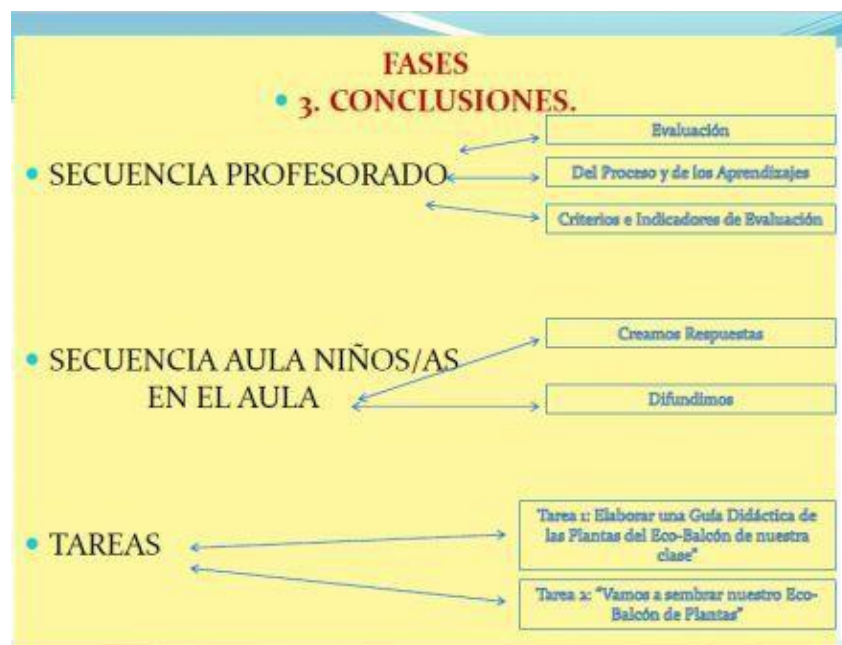 FASES
• 3. CONCLUSIONES.
• SECUENCIA PROFESORADO
Evaluación
Del Proceso y de los Aprendizajes
Criterios e Indicadores de Evaluación
• SECUENCIA AULA NIÑOS/AS
EN EL AULA
Creamos Respuestas
Difundimos
• TAREAS
Tarea 1: Elaborar una Guía Didáctica de
las Plantas del Eco-Balcón de nuestra
clase"
Tarea 2: "Vamos a sembrar nuestro Eco-
Balcón de Plantas"